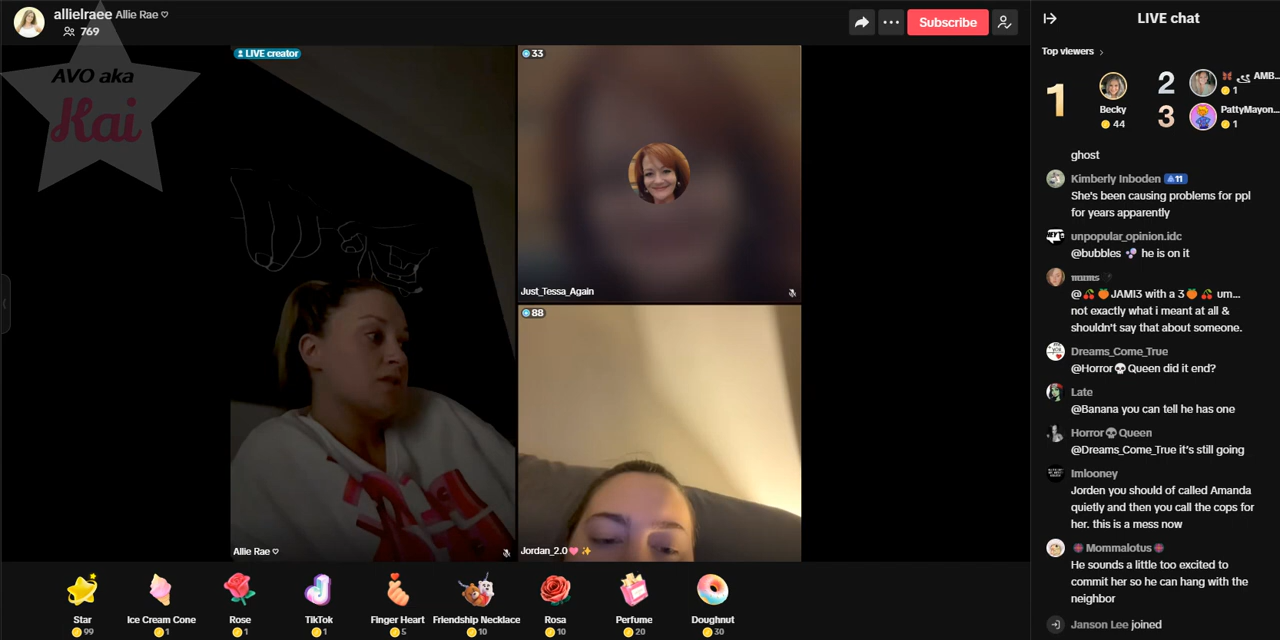 allielraee Allie Rae ♡
769
Subscribe
AVO aka
Kai
LIVE creator
33
Just_Tessa_Again
88
Allie Rae ♡
Jordan_2.0
Star
99
Ice Cream Cone
1
Rose
1
TikTok
1
Finger Heart
5
Friendship Necklace
10
Rosa
10
Perfume
20
Doughnut
30
LIVE chat
Top viewers
1
Becky
44
2
AMB...
1
3
PattyMayon...
1
ghost
Kimberly Inboden 11
She's been causing problems for ppl
for years apparently
unpopular_opinion.idc
@bubbles he is on it
@🍒🍑JAMI3 with a 3🍑🍒 um...
not exactly what i meant at all &
shouldn't say that about someone.
Dreams_Come_True
@Horror💀Queen did it end?
Late
@Banana you can tell he has one
Horror💀Queen
@Dreams_Come_True it's still going
Imlooney
Jorden you should of called Amanda
quietly and then you call the cops for
her. this is a mess now
Mommalotus
He sounds a little too excited to
commit her so he can hang with the
neighbor
Janson Lee joined